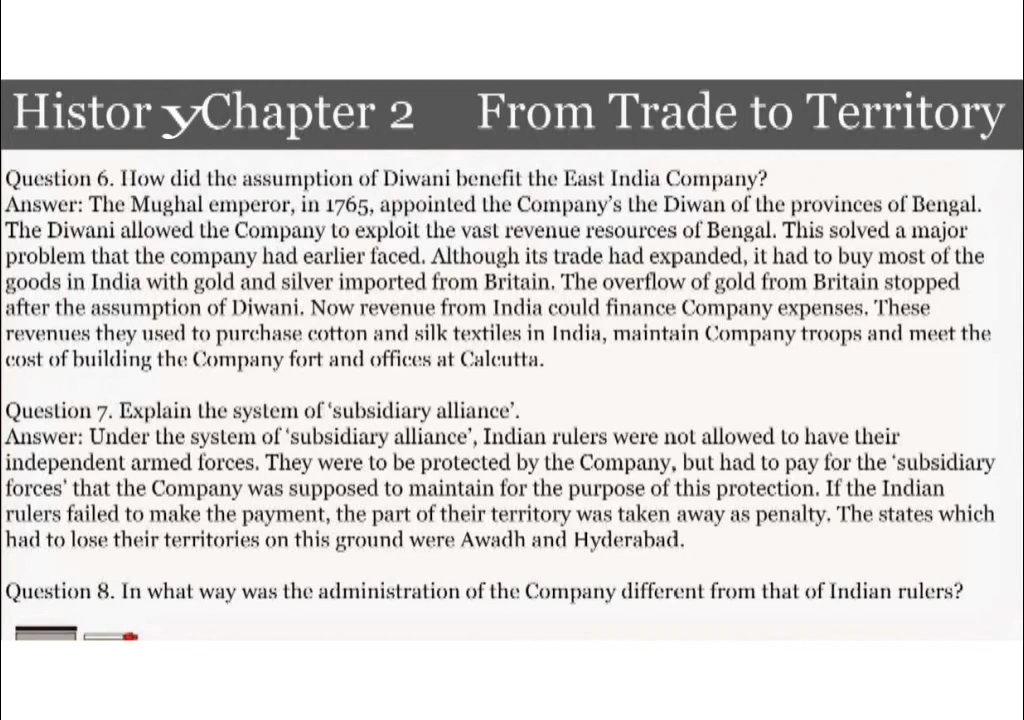 History Chapter 2 From Trade to Territory
Question 6. How did the assumption of Diwani benefit the East India Company?
Answer: The Mughal emperor, in 1765, appointed the Company's the Diwan of the provinces of Bengal.
The Diwani allowed the Company to exploit the vast revenue resources of Bengal. This solved a major
problem that the company had earlier faced. Although its trade had expanded, it had to buy most of the
goods in India with gold and silver imported from Britain. The overflow of gold from Britain stopped
after the assumption of Diwani. Now revenue from India could finance Company expenses. These
revenues they used to purchase cotton and silk textiles in India, maintain Company troops and meet the
cost of building the Company fort and offices at Calcutta.
Question 7. Explain the system of ‘subsidiary alliance’.
Answer: Under the system of ‘subsidiary alliance’, Indian rulers were not allowed to have their
independent armed forces. They were to be protected by the Company, but had to pay for the ‘subsidiary
forces’ that the Company was supposed to maintain for the purpose of this protection. If the Indian
rulers failed to make the payment, the part of their territory was taken away as penalty. The states which
had to lose their territories on this ground were Awadh and Hyderabad.
Question 8. In what way was the administration of the Company different from that of Indian rulers?